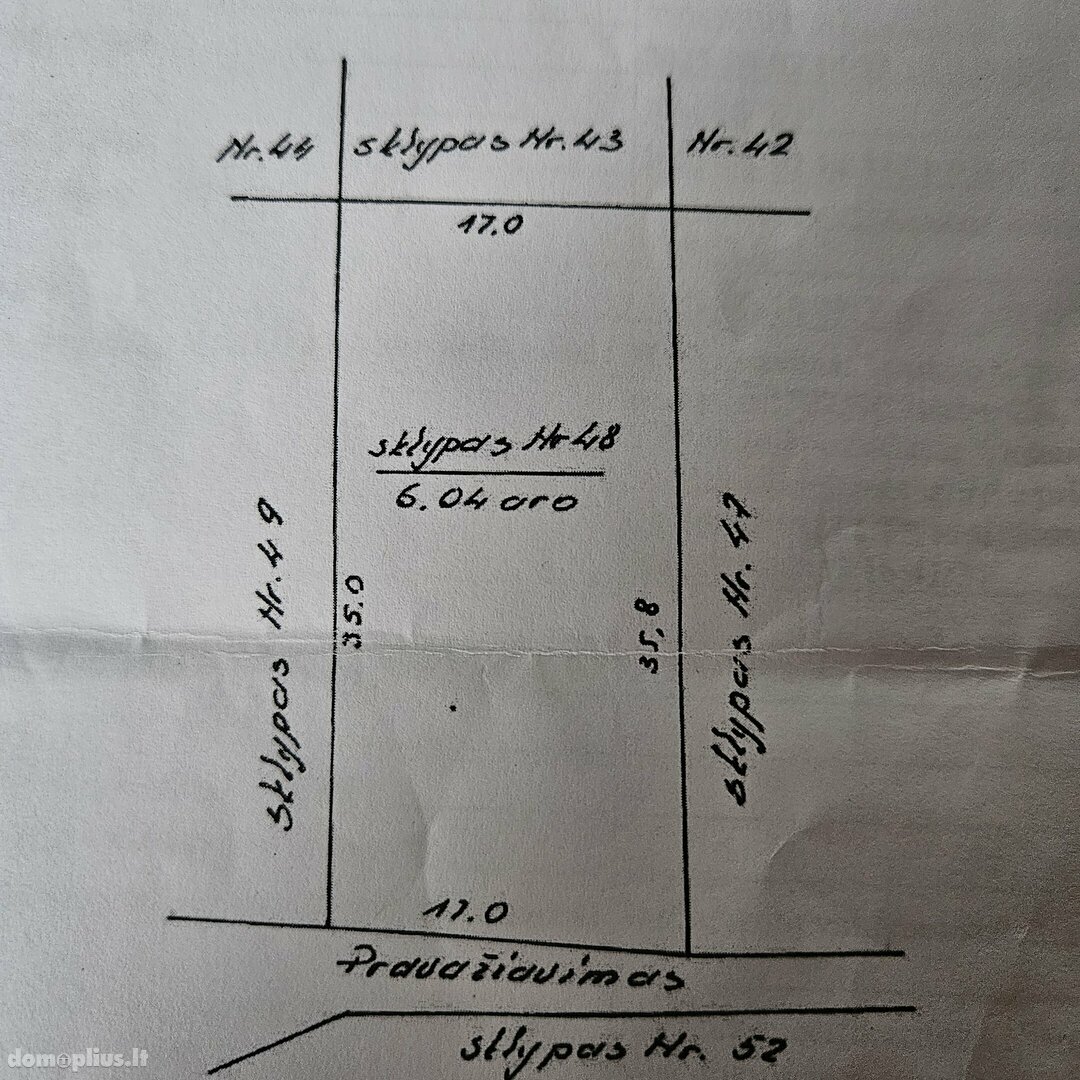 Nr.44
sklypas Nr.43
Nr.42
17.0
sklypas Nr 48
6.04 aro
sklypas Nr. 49
35.0
35,8
sklypas Nr. 47
17.0
Pravažiavimas
sklypas Nr. 52
domoplius.lt